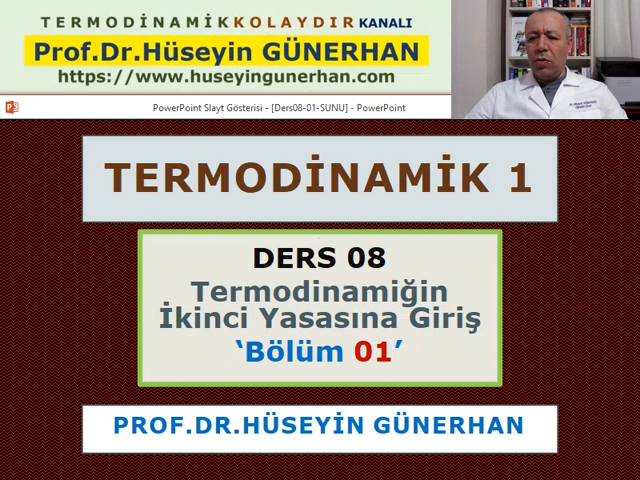 TERMODİNAMİKKOLAYDIR KANALI
Prof.Dr.Hüseyin GÜNERHAN
https://www.huseyingunerhan.com
PowerPoint Slayt Gösterisi - [Ders08-01-SUNU] - PowerPoint
TERMODİNAMİK 1
DERS 08
Termodinamiğin
İkinci Yasasına Giriş
‘Bölüm 01’
PROF.DR.HÜSEYİN GÜNERHAN